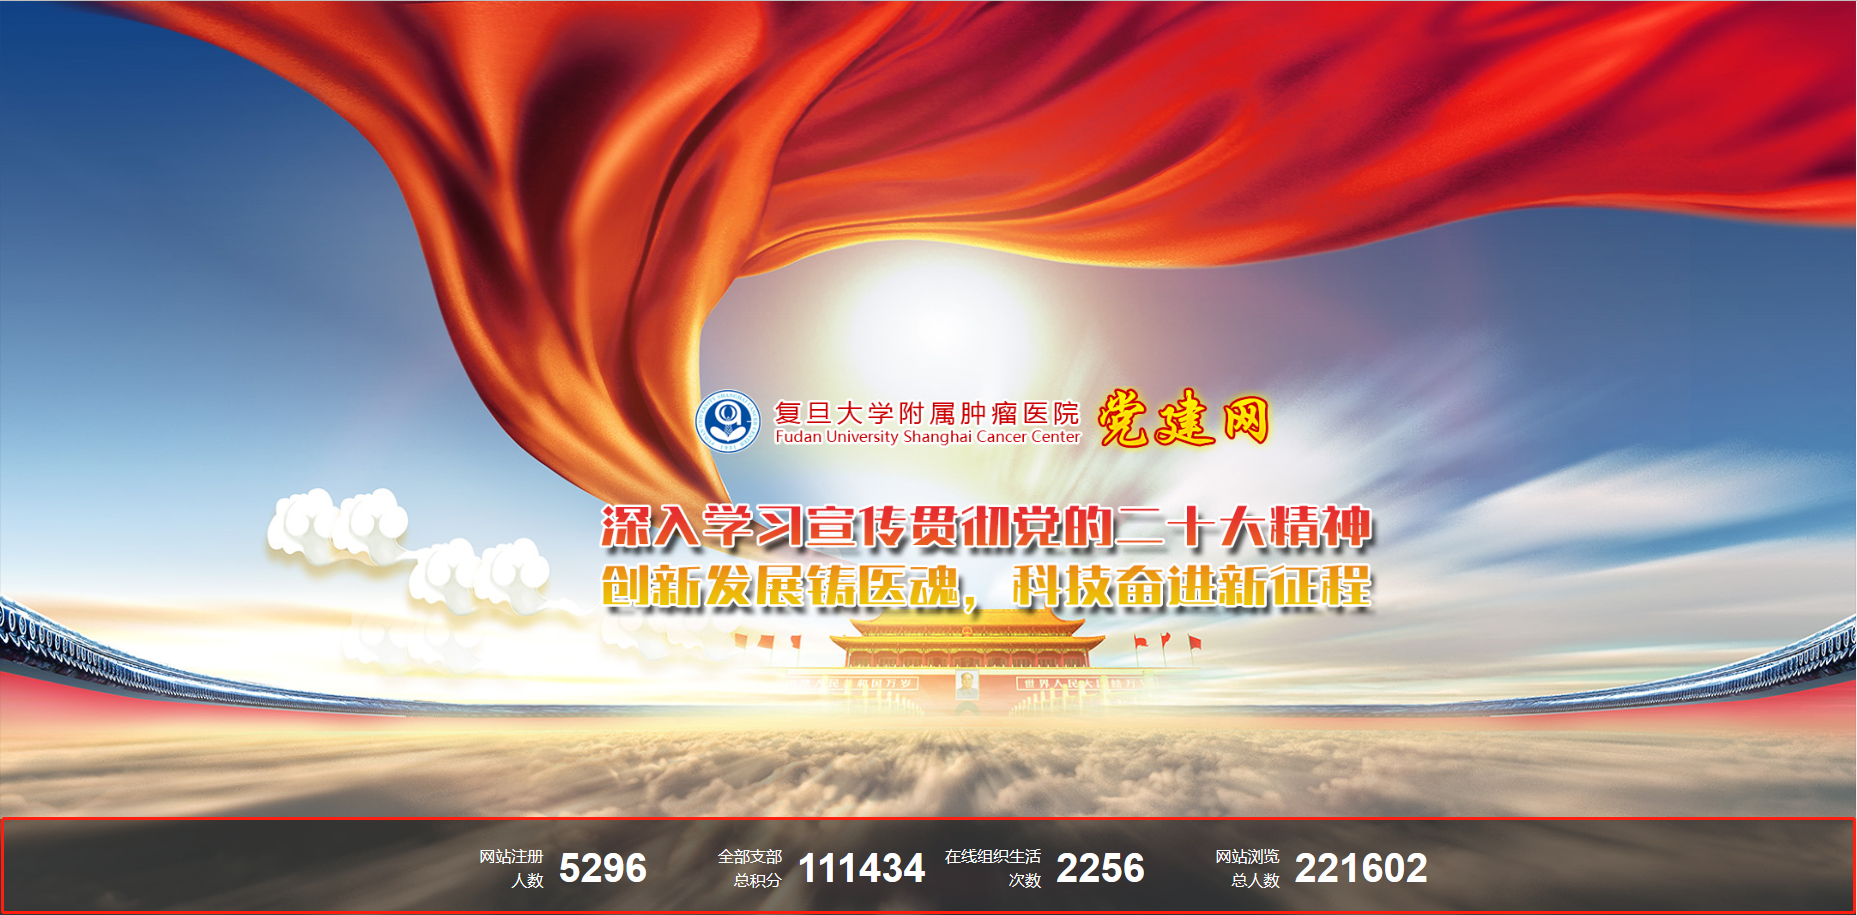 复旦大学附属肿瘤医院 党建网
Fudan University Shanghai Cancer Center
深入学习宣传贯彻党的二十大精神
创新发展铸医魂，科技奋进新征程
网站注册
人数
5296
全部支部
总积分
111434
在线组织生活
次数
2256
网站浏览
总人数
221602